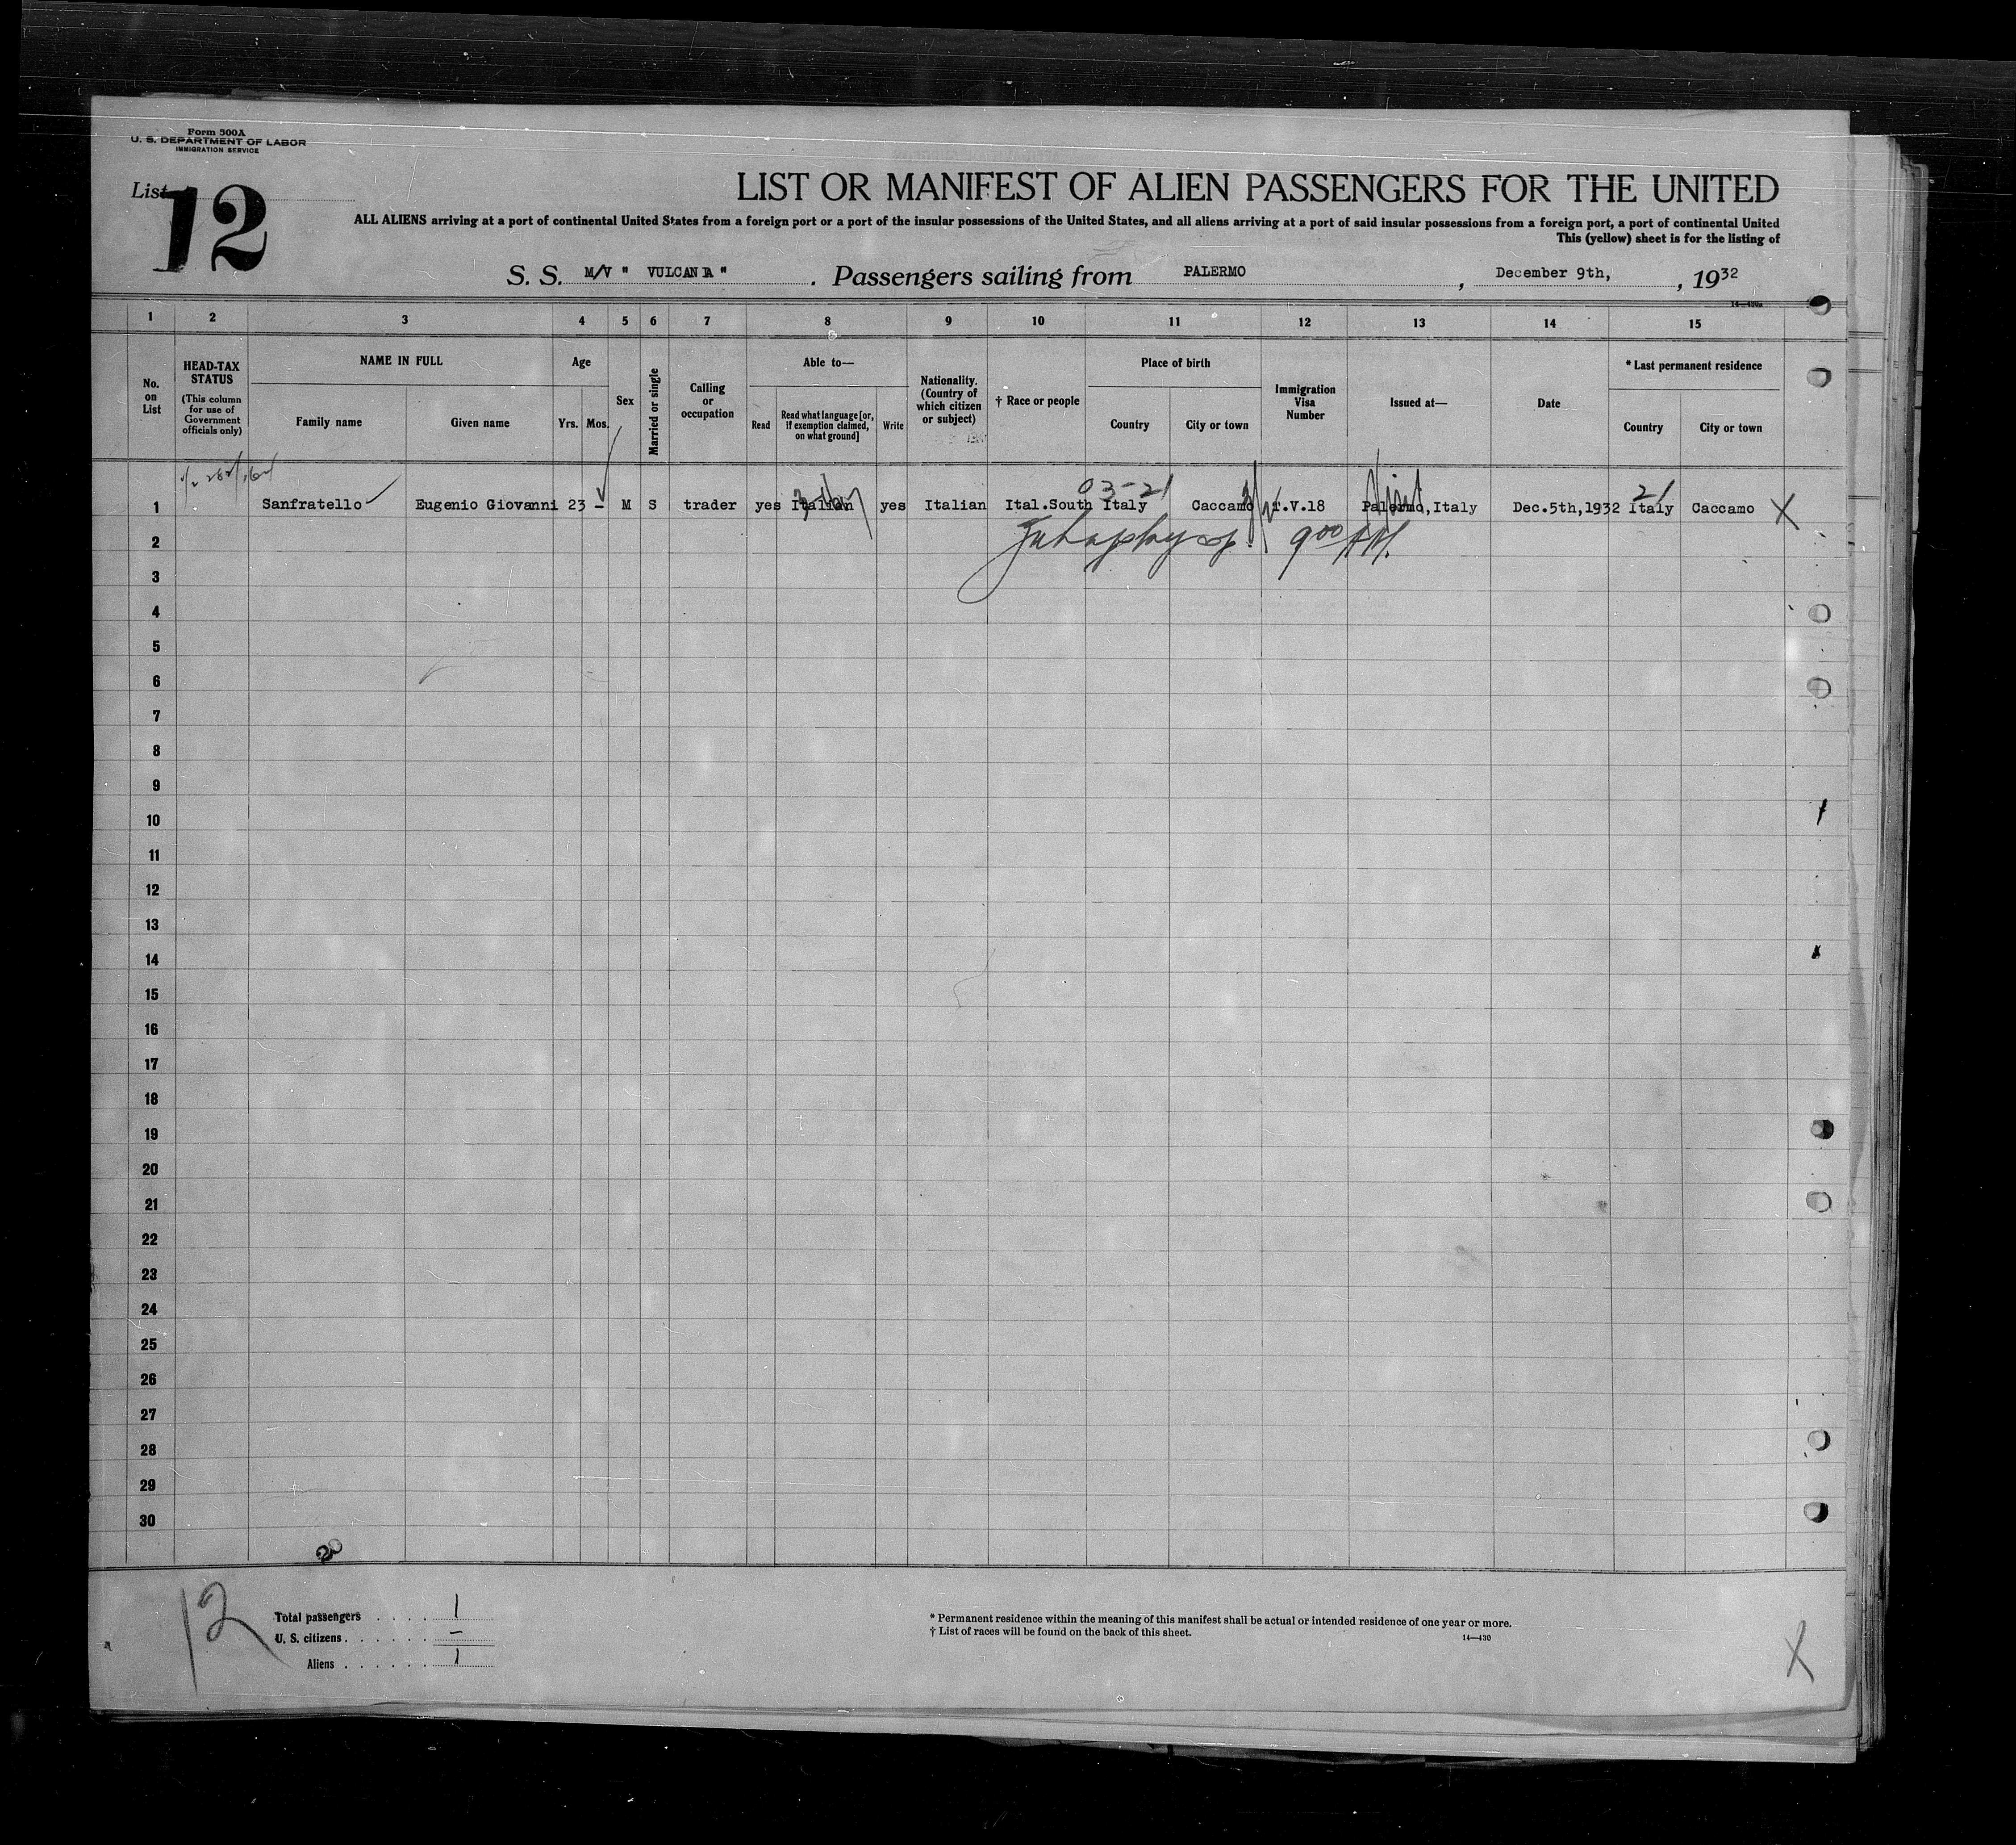 Form 500A
U. S. DEPARTMENT OF LABOR
IMMIGRATION SERVICE
List 12
LIST OR MANIFEST OF ALIEN PASSENGERS FOR THE UNITED
ALL ALIENS arriving at a port of continental United States from a foreign port or a port of the insular possessions of the United States, and all aliens arriving at a port of said insular possessions from a foreign port, a port of continental United
This (yellow) sheet is for the listing of
S. S. M/V " VULCANIA " . Passengers sailing from PALERMO , December 9th, , 1932
14—430a
1 2 3 4 5 6 7 8 9 10 11 12 13 14 15
No. on List
HEAD-TAX STATUS
(This column for use of Government officials only)
NAME IN FULL
Family name
Given name
Age
Yrs. Mos.
Sex
Married or single
Calling or occupation
Able to—
Read
Read what language [or, if exemption claimed, on what ground]
Write
Nationality. (Country of which citizen or subject)
† Race or people
Place of birth
Country
City or town
Immigration Visa Number
Issued at—
Date
* Last permanent residence
Country
City or town
03-21 21
1 Sanfratello Eugenio Giovanni 23 - M S trader yes Italian yes Italian Ital.South Italy Caccamo T.V.18 Palermo,Italy Dec.5th,1932 Italy Caccamo X
2 9 00 AM.
3
4
5
6
7
8
9
10
11
12
13
14
15
16
17
18
19
20
21
22
23
24
25
26
27
28
29
30
12
Total passengers . . . . . 1
U. S. citizens . . . . . . —
Aliens . . . . . . 1
* Permanent residence within the meaning of this manifest shall be actual or intended residence of one year or more.
† List of races will be found on the back of this sheet.
14—430
X